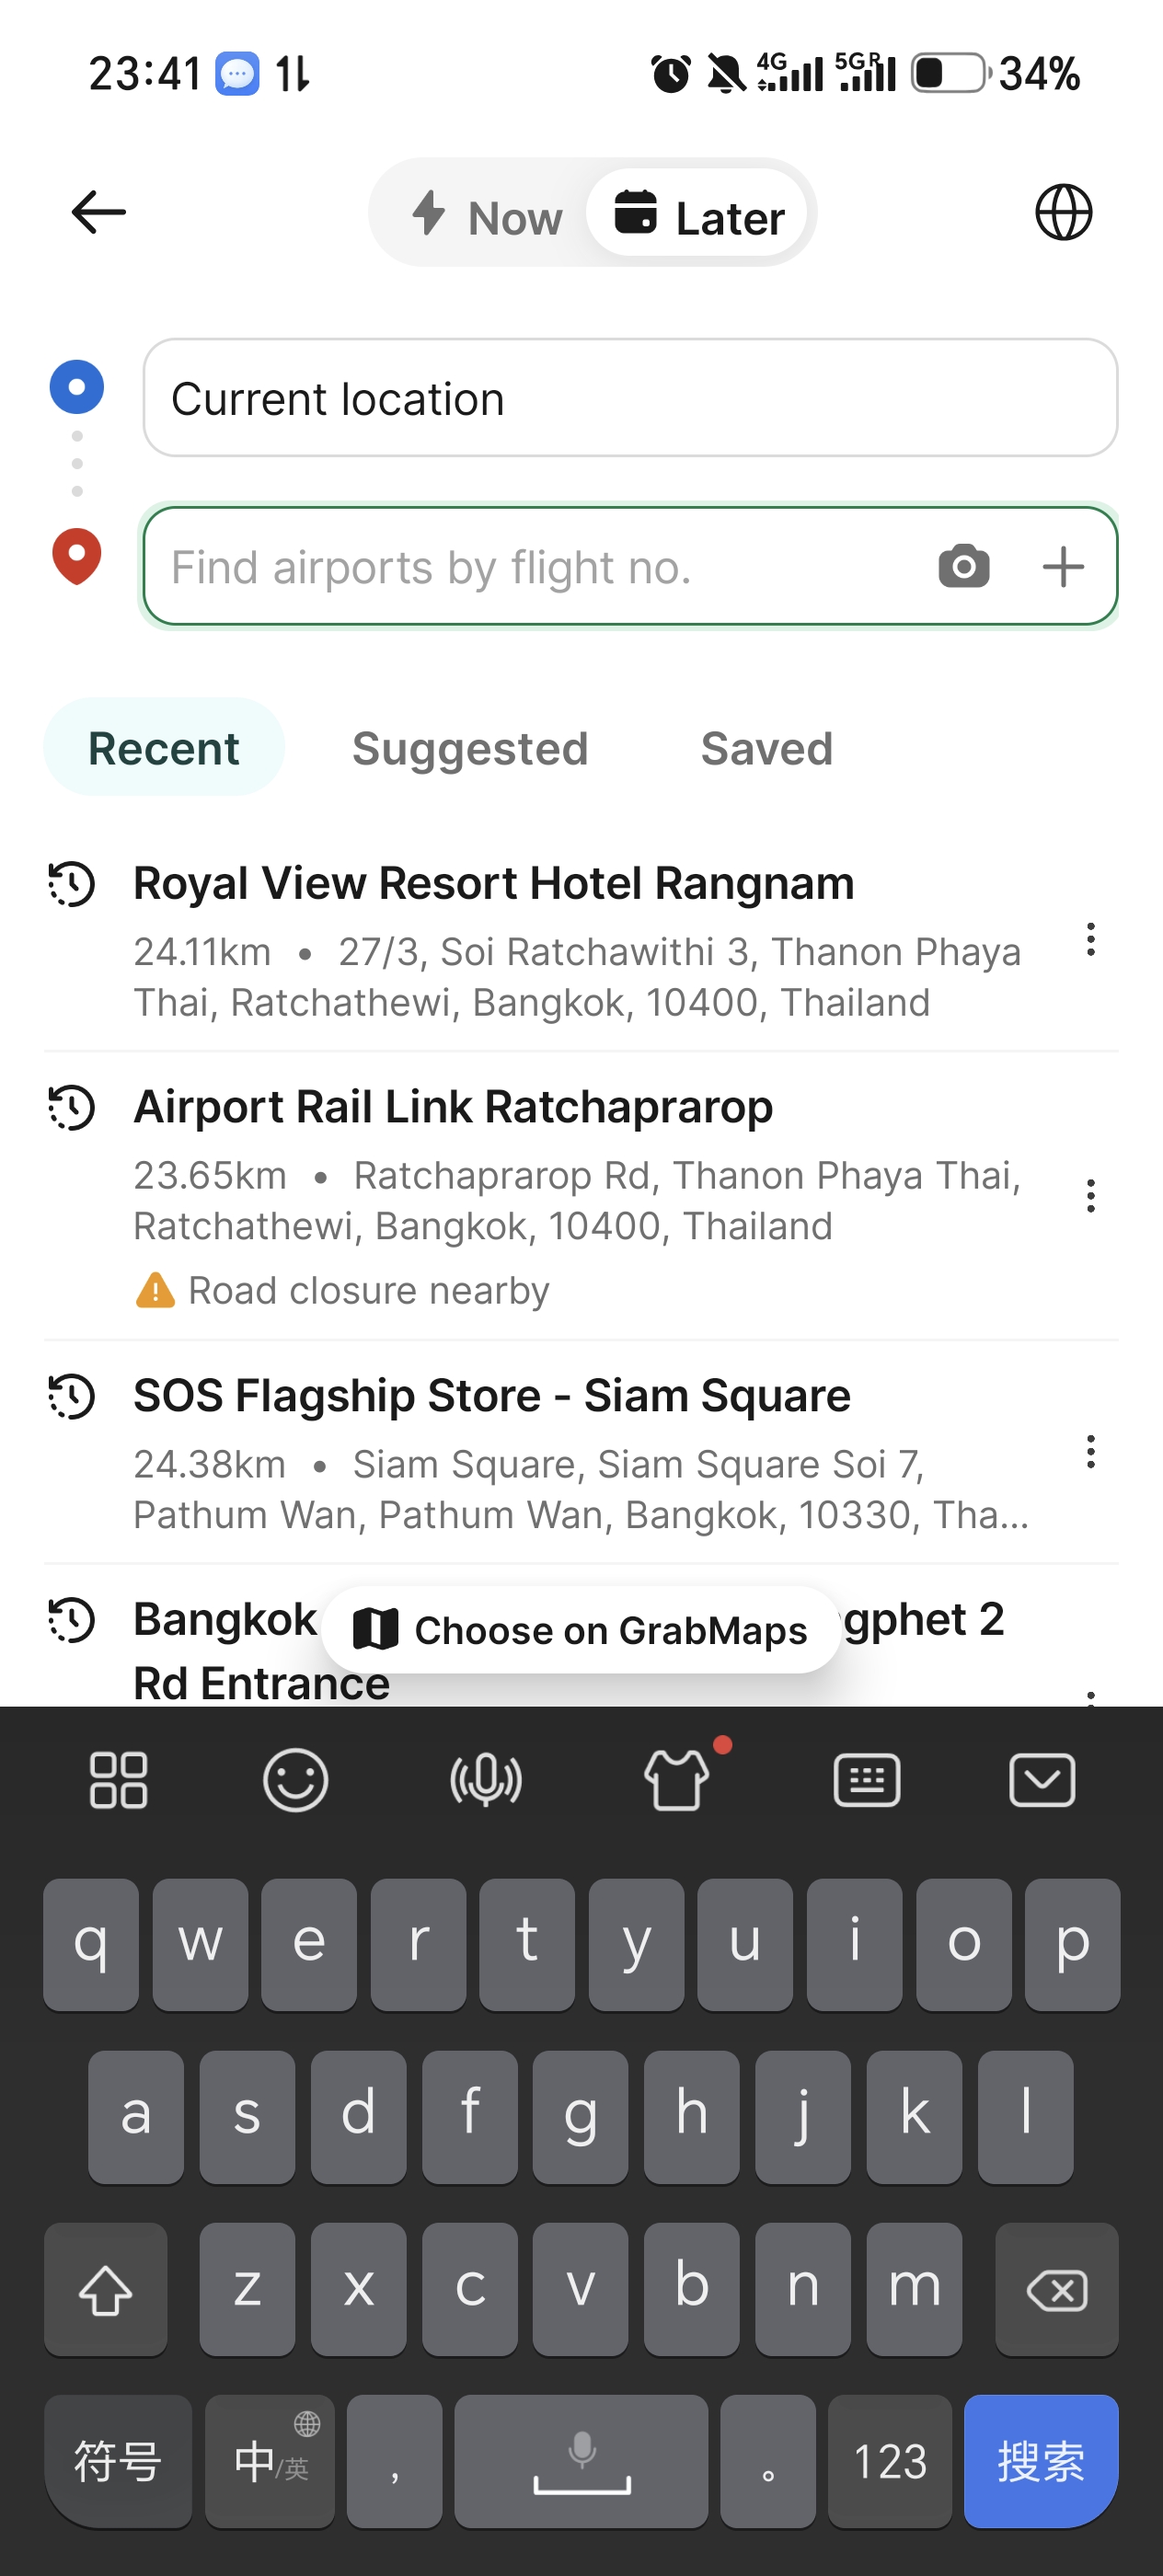 23:41
4G 5G R 34%
Now Later
Current location
Find airports by flight no.
Recent Suggested Saved
Royal View Resort Hotel Rangnam
24.11km • 27/3, Soi Ratchawithi 3, Thanon Phaya
Thai, Ratchathewi, Bangkok, 10400, Thailand
Airport Rail Link Ratchaprarop
23.65km • Ratchaprarop Rd, Thanon Phaya Thai,
Ratchathewi, Bangkok, 10400, Thailand
Road closure nearby
SOS Flagship Store - Siam Square
24.38km • Siam Square, Siam Square Soi 7,
Pathum Wan, Pathum Wan, Bangkok, 10330, Tha...
Bangkok gphet 2
Choose on GrabMaps
Rd Entrance
q w e r t y u i o p
a s d f g h j k l
z x c v b n m
符号 中/英 , 。 123 搜索